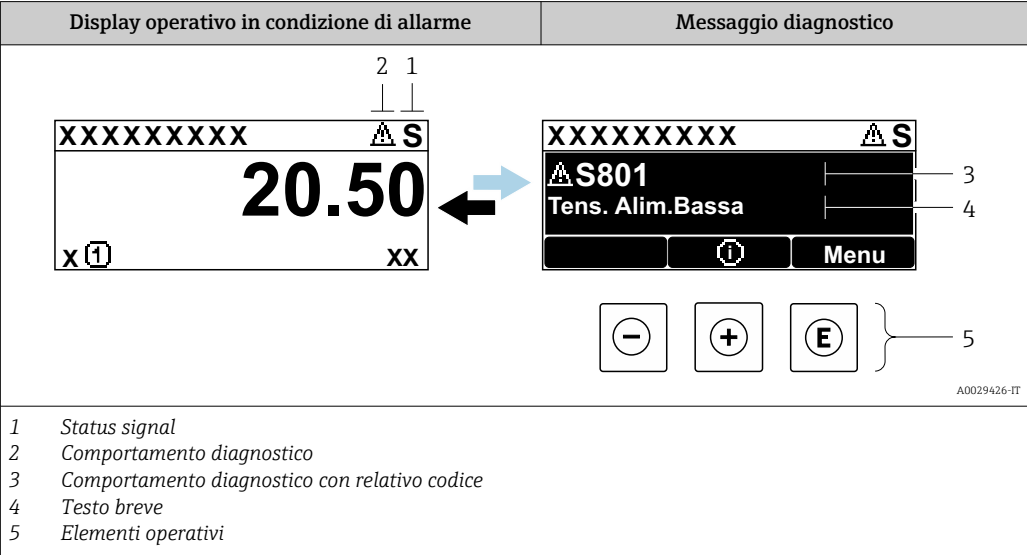 Display operativo in condizione di allarme
Messaggio diagnostico
2 1
XXXXXXXXX S
20.50
X 1
XX
XXXXXXXXX S
S801
3
Tens. Alim.Bassa
4
i Menu
- + E
5
A0029426-IT
1 Status signal
2 Comportamento diagnostico
3 Comportamento diagnostico con relativo codice
4 Testo breve
5 Elementi operativi